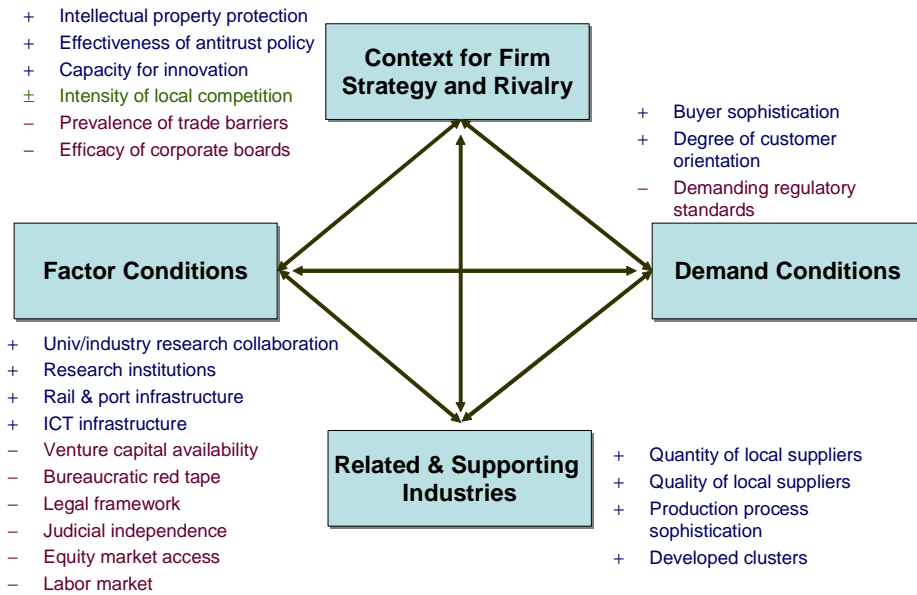 + Intellectual property protection
+ Effectiveness of antitrust policy
+ Capacity for innovation
± Intensity of local competition
− Prevalence of trade barriers
− Efficacy of corporate boards
Context for Firm
Strategy and Rivalry
+ Buyer sophistication
+ Degree of customer
orientation
− Demanding regulatory
standards
Factor Conditions
Demand Conditions
+ Univ/industry research collaboration
+ Research institutions
+ Rail & port infrastructure
+ ICT infrastructure
− Venture capital availability
− Bureaucratic red tape
− Legal framework
− Judicial independence
− Equity market access
− Labor market
Related & Supporting
Industries
+ Quantity of local suppliers
+ Quality of local suppliers
+ Production process
sophistication
+ Developed clusters